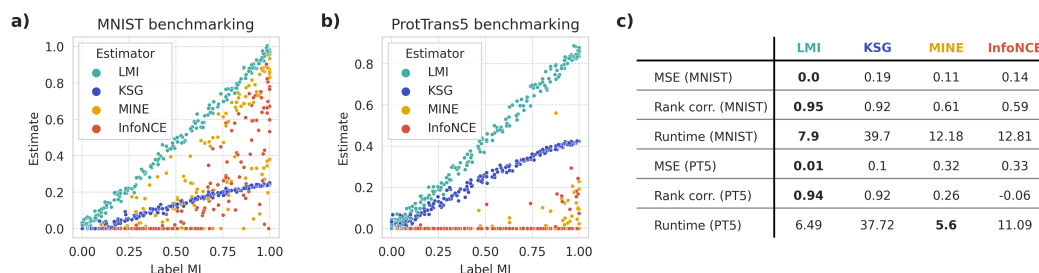 a)
MNIST benchmarking
1.0
0.8
0.6
0.4
0.2
0.0
Estimate
Estimator
LMI
KSG
MINE
InfoNCE
0.00 0.25 0.50 0.75 1.00
Label MI
b)
ProtTrans5 benchmarking
0.8
0.6
0.4
0.2
0.0
Estimate
Estimator
LMI
KSG
MINE
InfoNCE
0.00 0.25 0.50 0.75 1.00
Label MI
c)
LMI KSG MINE InfoNCE
MSE (MNIST) 0.0 0.19 0.11 0.14
Rank corr. (MNIST) 0.95 0.92 0.61 0.59
Runtime (MNIST) 7.9 39.7 12.18 12.81
MSE (PT5) 0.01 0.1 0.32 0.33
Rank corr. (PT5) 0.94 0.92 0.26 -0.06
Runtime (PT5) 6.49 37.72 5.6 11.09